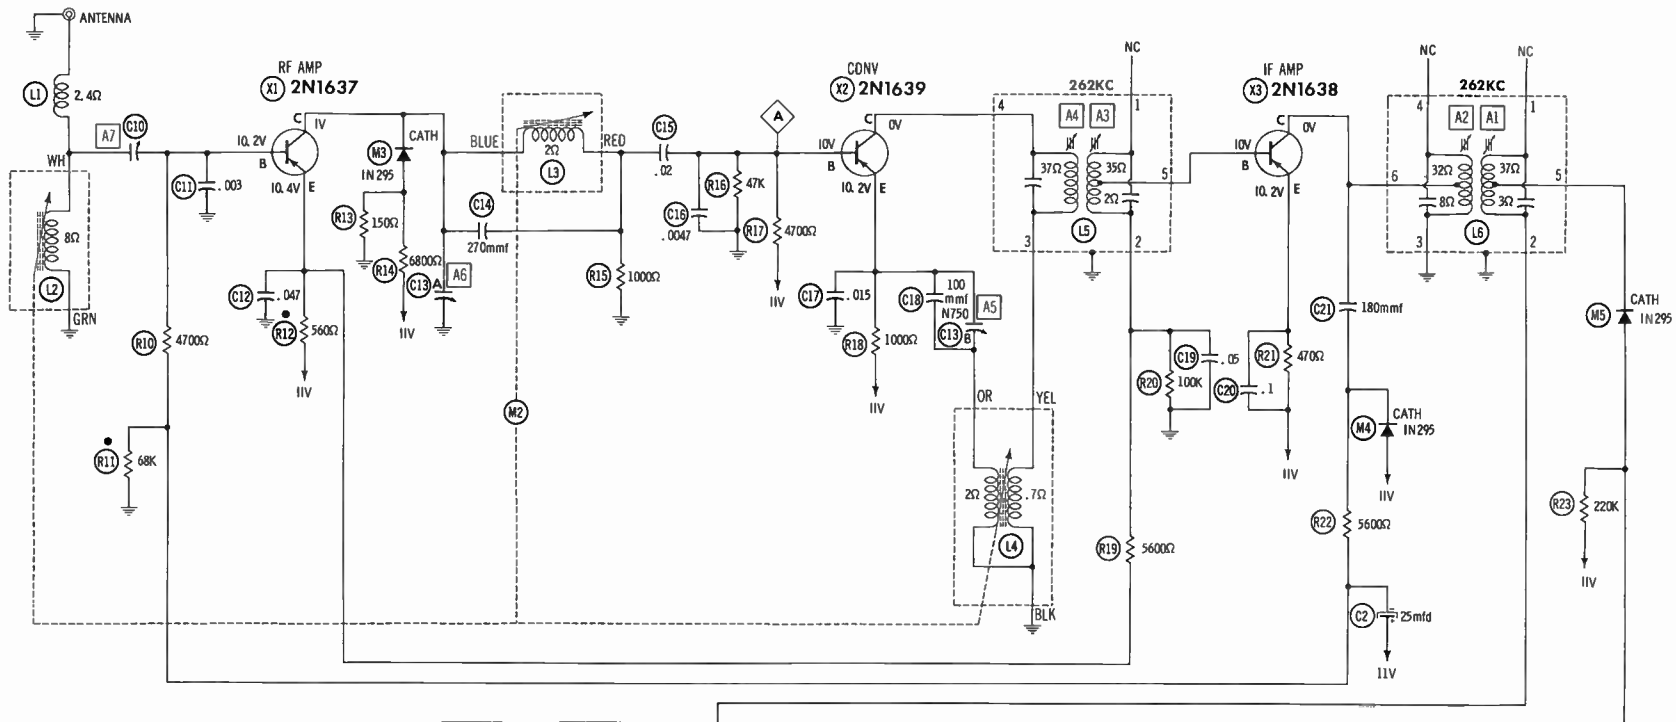 ANTENNA
L1
2.4Ω
A7
C10
WH
C11
.003
8Ω
L2
GRN
R10
4700Ω
R11
68K
RF AMP
X1 2N1637
C
1V
10.2V
B
10.4V
E
C12
.047
R12
560Ω
11V
CATH
M3
1N295
R13
150Ω
R14
6800Ω
11V
C13
A
A6
BLUE
2Ω
L3
RED
C14
270mmf
R15
1000Ω
M2
C15
.02
C16
.0047
R16
47K
R17
4700Ω
11V
A
CONV
X2 2N1639
C
0V
10V
B
10.2V
E
C17
.015
R18
1000Ω
11V
C18
100
mmf
N750
A5
C13
B
OR
YEL
2Ω
.7Ω
L4
BLK
262KC
4
A4
A3
1
NC
37Ω
35Ω
2Ω
5
L5
3
2
R20
100K
C19
.05
R19
5600Ω
IF AMP
X3 2N1638
C
0V
10V
B
10.2V
E
C20
.1
R21
470Ω
11V
C21
180mmf
M4
CATH
1N295
11V
R22
5600Ω
C2
25mfd
11V
NC
NC
262KC
4
A2
A1
1
6
32Ω
8Ω
37Ω
3Ω
5
L6
3
2
M5
CATH
1N295
R23
220K
11V